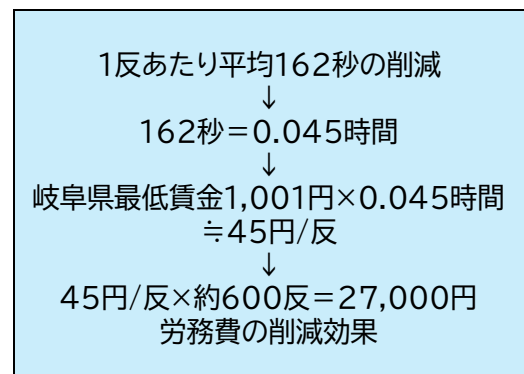 1反あたり平均162秒の削減
↓
162秒＝0.045時間
↓
岐阜県最低賃金1,001円×0.045時間
≒45円/反
↓
45円/反×約600反＝27,000円
労務費の削減効果